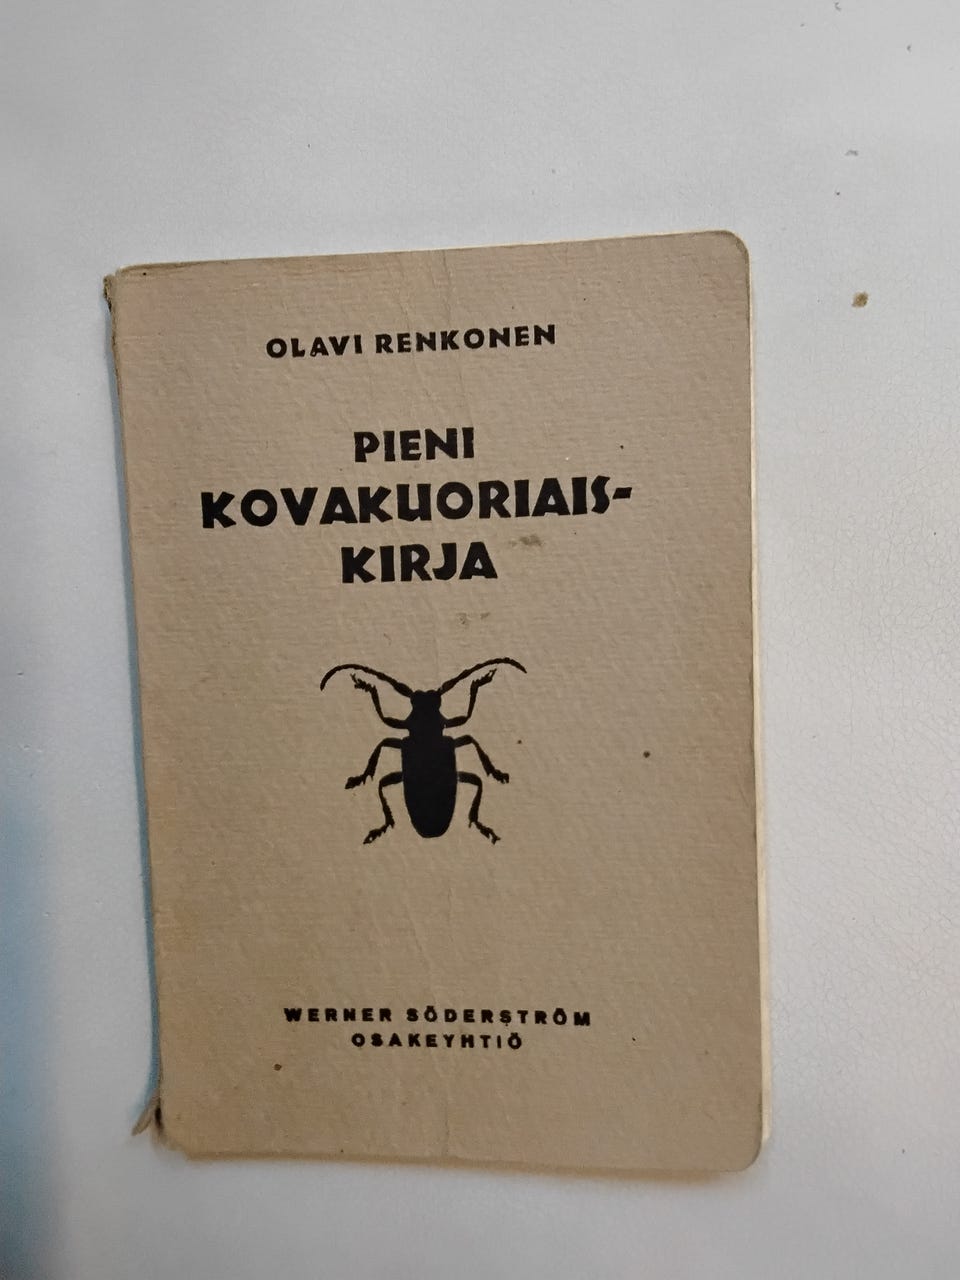 OLAVI RENKONEN
PIENI
KOVAKUORIAIS-
KIRJA
WERNER SÖDERSTRÖM
OSAKEYHTIÖ